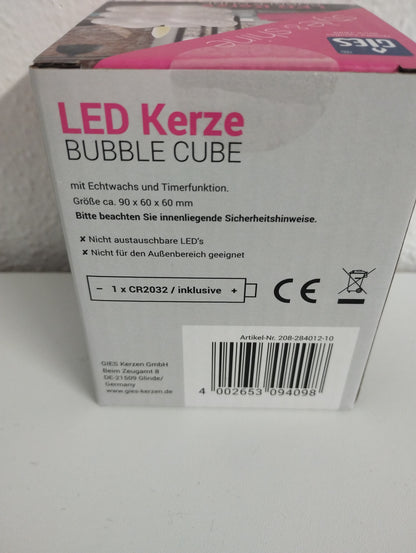 GIES
LED Kerze
BUBBLE CUBE
mit Echtwachs und Timerfunktion.
Größe ca. 90 x 60 x 60 mm
Bitte beachten Sie innenliegende Sicherheitshinweise.
✘ Nicht austauschbare LED's
✘ Nicht für den Außenbereich geeignet
− 1 x CR2032 / inklusive +
CE
Artikel-Nr. 208-284012-10
GIES Kerzen GmbH
Beim Zeugamt 8
DE-21509 Glinde/
Germany
www.gies-kerzen.de
4 002653 094098